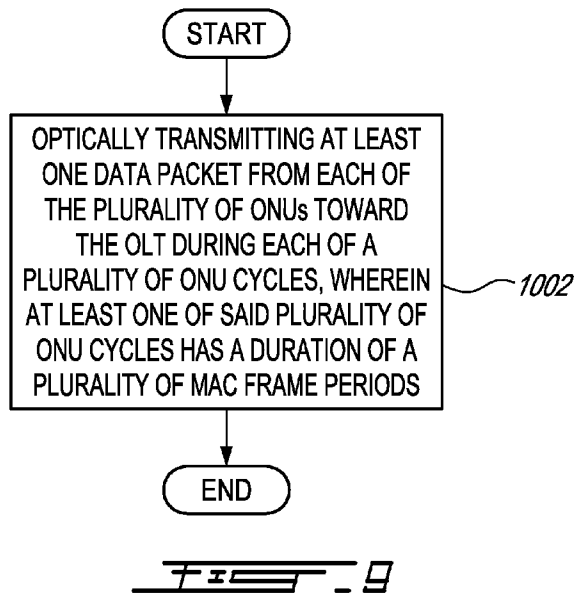 START
OPTICALLY TRANSMITTING AT LEAST
ONE DATA PACKET FROM EACH OF
THE PLURALITY OF ONUs TOWARD
THE OLT DURING EACH OF A
PLURALITY OF ONU CYCLES, WHEREIN
AT LEAST ONE OF SAID PLURALITY OF
ONU CYCLES HAS A DURATION OF A
PLURALITY OF MAC FRAME PERIODS
1002
END
FIG-9